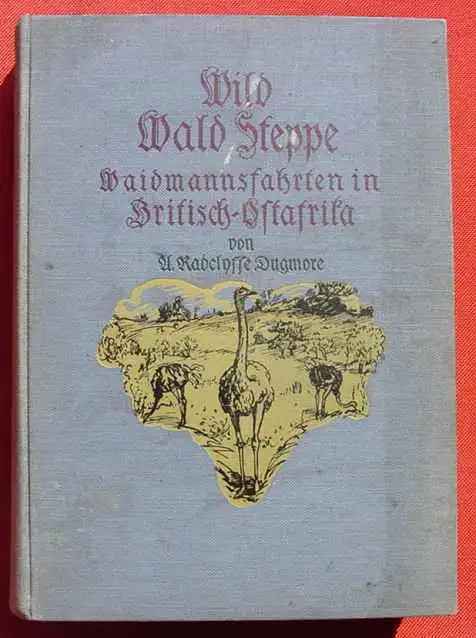 Wild
Wald Steppe
Waidmannsfahrten in
Britisch-Ostafrika
von
A. Radclyffe Dugmore